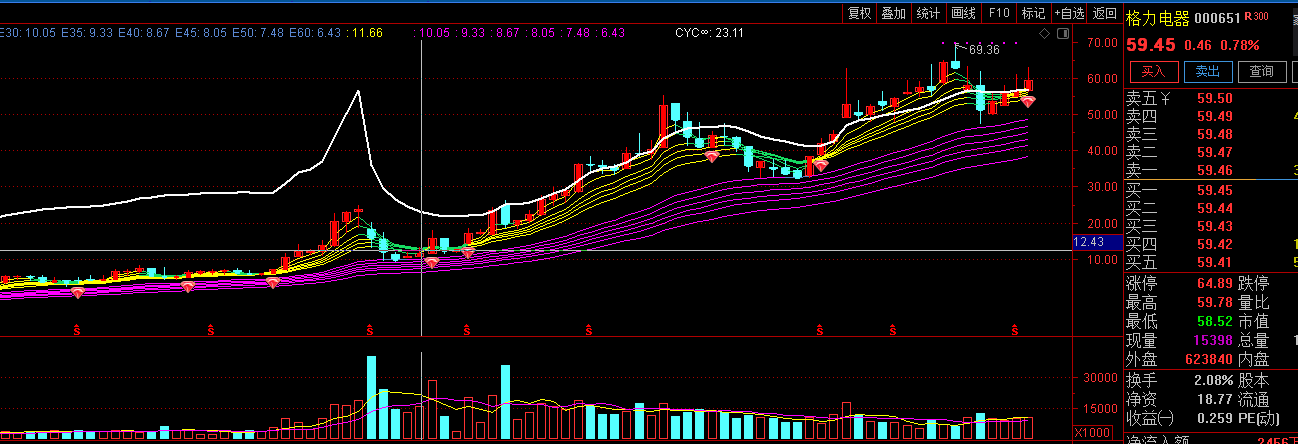 复权 叠加 统计 画线 F10 标记 +自选 返回
格力电器 000651 R300
E30: 10.05 E35: 9.33 E40: 8.67 E45: 8.05 E50: 7.48 E60: 6.43 : 11.66 : 10.05 : 9.33 : 8.67 : 8.05 : 7.48 : 6.43 CYC∞: 23.11
59.45 0.46 0.78%
买入 卖出 查询
69.36
70.00
60.00
50.00
40.00
30.00
20.00
12.43
10.00
卖五 ¥ 59.50
卖四 59.49
卖三 59.48
卖二 59.47
卖一 59.46
买一 59.45
买二 59.44
买三 59.43
买四 59.42
买五 59.41
涨停 64.89 跌停
最高 59.78 量比
最低 58.52 市值
现量 15398 总量
外盘 623840 内盘
换手 2.08% 股本
净资 18.77 流通
收益(一) 0.259 PE(动)
净流入额
S S S S S S S S
30000
15000
X1000